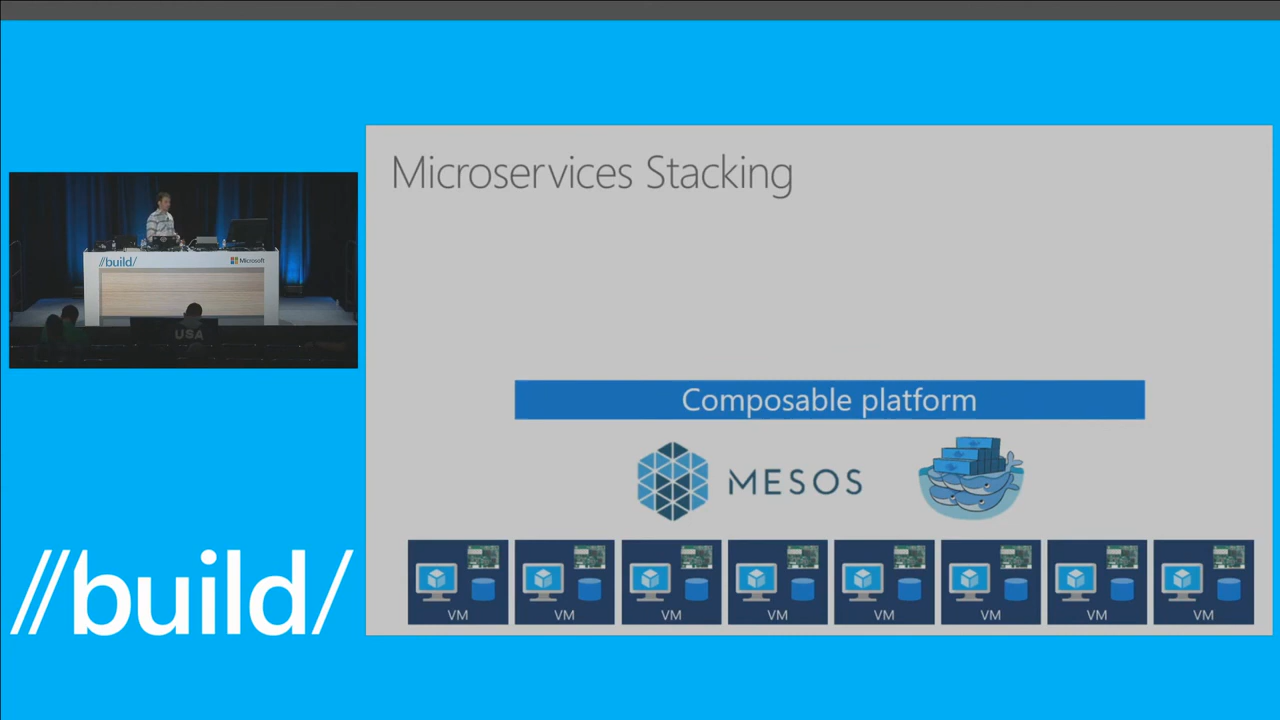 Microservices Stacking
//build/
Microsoft
USA
Composable platform
MESOS
//build/
VM
VM
VM
VM
VM
VM
VM
VM